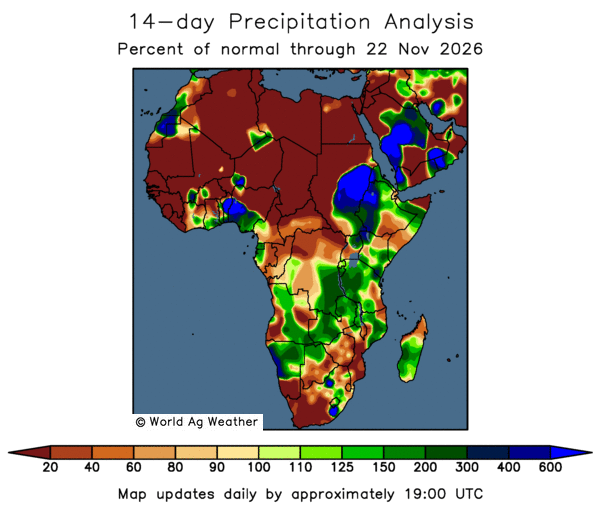 14-day Precipitation Analysis
Percent of normal through 22 Nov 2026
© World Ag Weather
20 40 60 80 90 100 110 125 150 200 300 400 600
Map updates daily by approximately 19:00 UTC